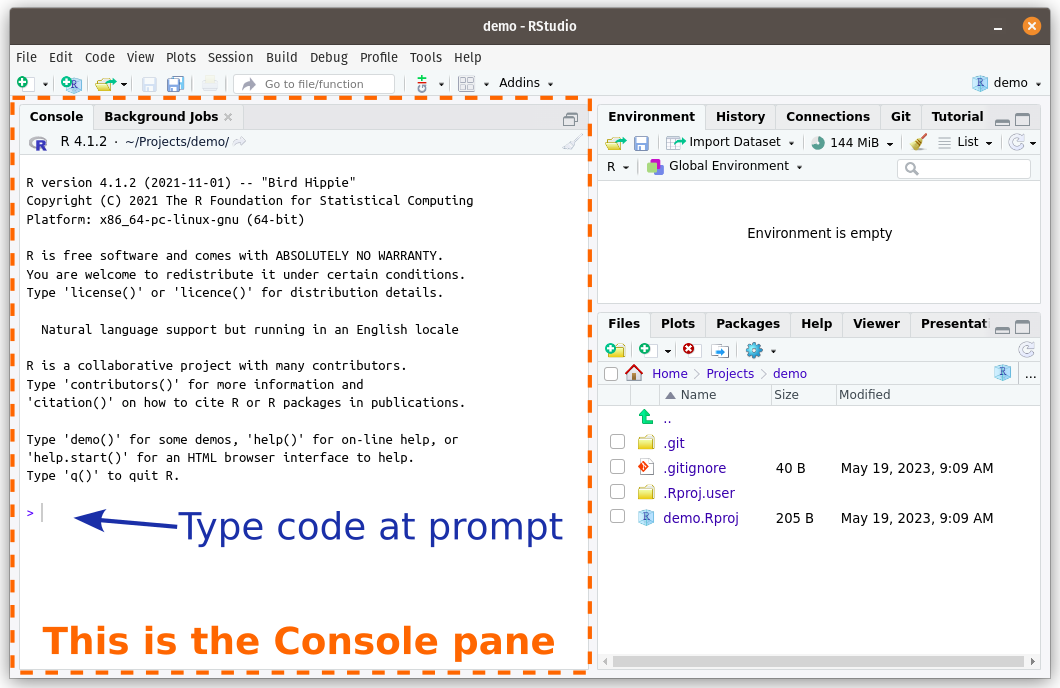 demo - RStudio
File Edit Code View Plots Session Build Debug Profile Tools Help
Go to file/function Addins demo
Console Background Jobs
R 4.1.2 · ~/Projects/demo/
R version 4.1.2 (2021-11-01) -- "Bird Hippie"
Copyright (C) 2021 The R Foundation for Statistical Computing
Platform: x86_64-pc-linux-gnu (64-bit)
R is free software and comes with ABSOLUTELY NO WARRANTY.
You are welcome to redistribute it under certain conditions.
Type 'license()' or 'licence()' for distribution details.
Natural language support but running in an English locale
R is a collaborative project with many contributors.
Type 'contributors()' for more information and
'citation()' on how to cite R or R packages in publications.
Type 'demo()' for some demos, 'help()' for on-line help, or
'help.start()' for an HTML browser interface to help.
Type 'q()' to quit R.
>
Type code at prompt
This is the Console pane
Environment History Connections Git Tutorial
Import Dataset 144 MiB List
R Global Environment
Environment is empty
Files Plots Packages Help Viewer Presentati
Home Projects demo ...
Name Size Modified
..
.git
.gitignore 40 B May 19, 2023, 9:09 AM
.Rproj.user
demo.Rproj 205 B May 19, 2023, 9:09 AM